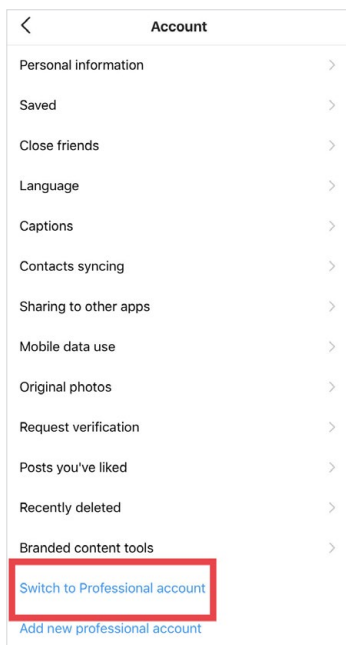 Account
Personal information
Saved
Close friends
Language
Captions
Contacts syncing
Sharing to other apps
Mobile data use
Original photos
Request verification
Posts you've liked
Recently deleted
Branded content tools
Switch to Professional account
Add new professional account